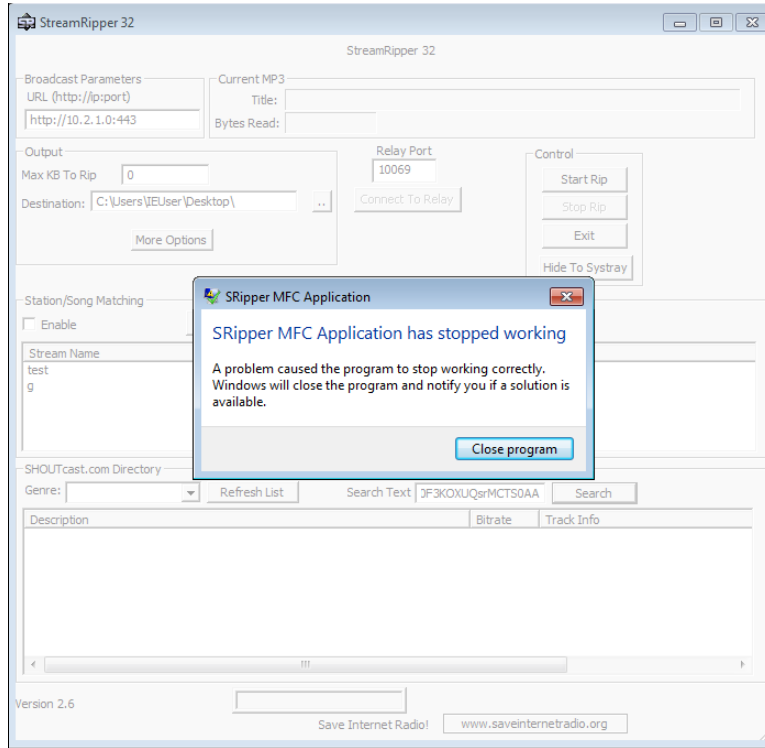 StreamRipper 32
StreamRipper 32
Broadcast Parameters
URL (http://ip:port)
http://10.2.1.0:443
Current MP3
Title:
Bytes Read:
Output
Max KB To Rip 0
Destination: C:\Users\IEUser\Desktop\ ..
More Options
Relay Port
10069
Connect To Relay
Control
Start Rip
Stop Rip
Exit
Hide To Systray
Station/Song Matching
Enable
Stream Name
test
g
SRipper MFC Application
SRipper MFC Application has stopped working
A problem caused the program to stop working correctly.
Windows will close the program and notify you if a solution is
available.
Close program
SHOUTcast.com Directory
Genre: Refresh List Search Text Search
Description Bitrate Track Info
Version 2.6
Save Internet Radio! www.saveinternetradio.org